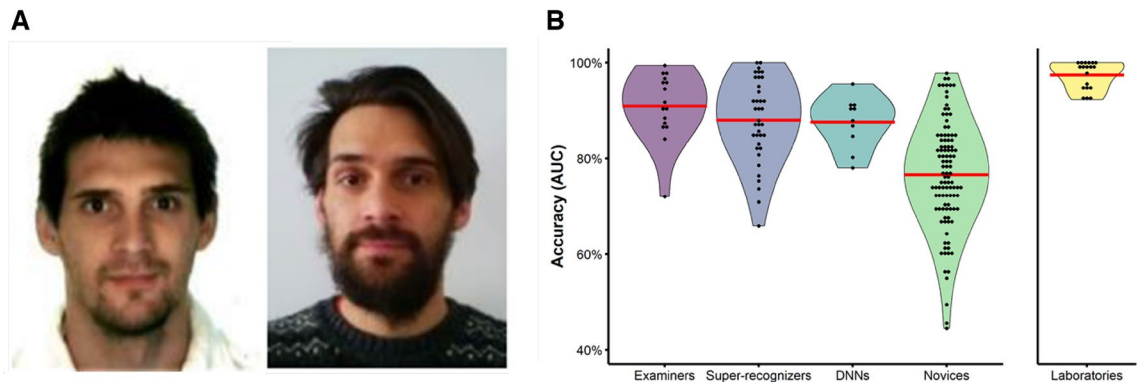 A
B
Accuracy (AUC)
100%
80%
60%
40%
Examiners Super-recognizers DNNs Novices Laboratories